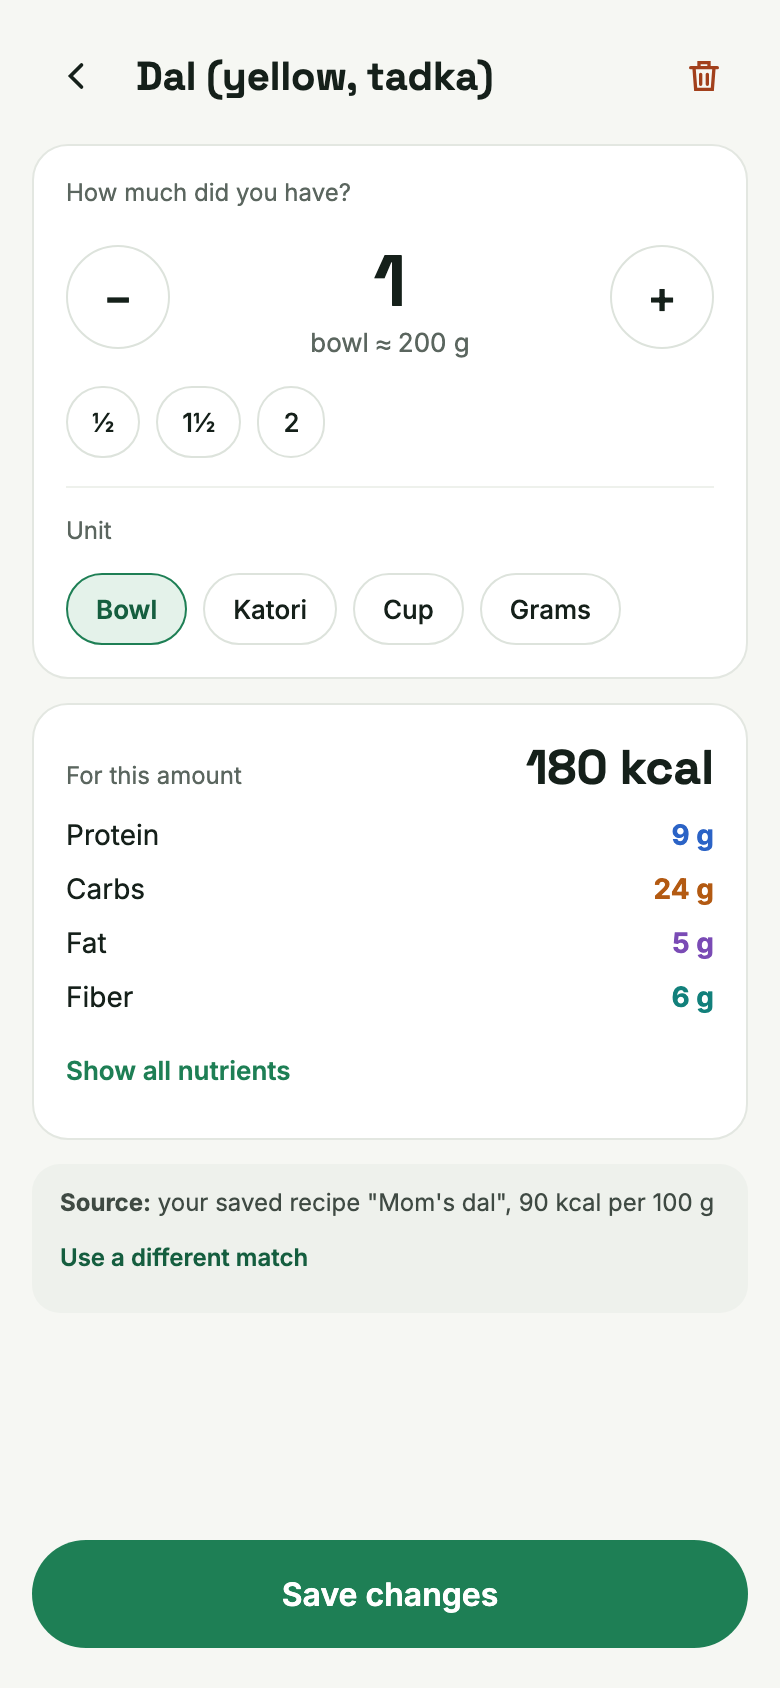 Dal (yellow, tadka)
How much did you have?
− 1 +
bowl ≈ 200 g
½ 1½ 2
Unit
Bowl Katori Cup Grams
For this amount 180 kcal
Protein 9 g
Carbs 24 g
Fat 5 g
Fiber 6 g
Show all nutrients
Source: your saved recipe "Mom's dal", 90 kcal per 100 g
Use a different match
Save changes